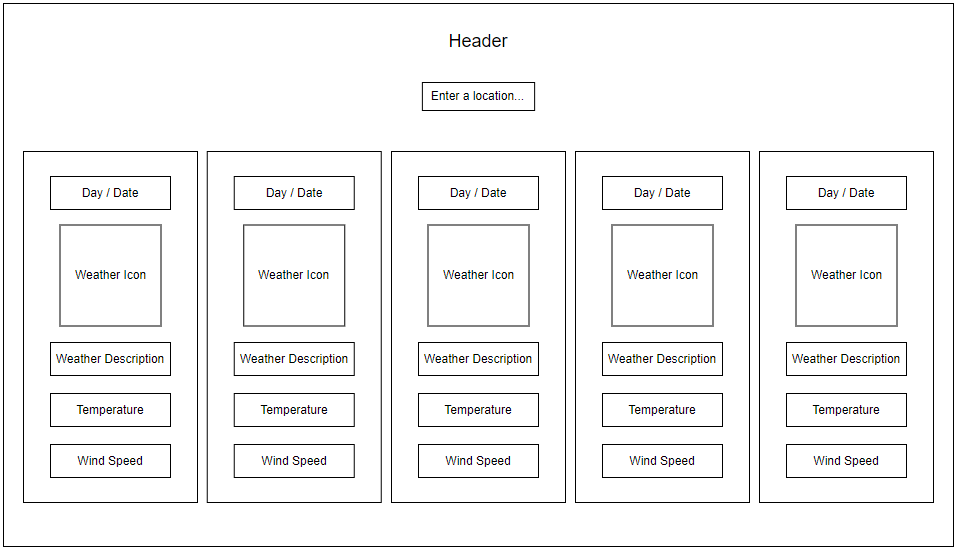 Header
Enter a location...
Day / Date
Weather Icon
Weather Description
Temperature
Wind Speed
Day / Date
Weather Icon
Weather Description
Temperature
Wind Speed
Day / Date
Weather Icon
Weather Description
Temperature
Wind Speed
Day / Date
Weather Icon
Weather Description
Temperature
Wind Speed
Day / Date
Weather Icon
Weather Description
Temperature
Wind Speed